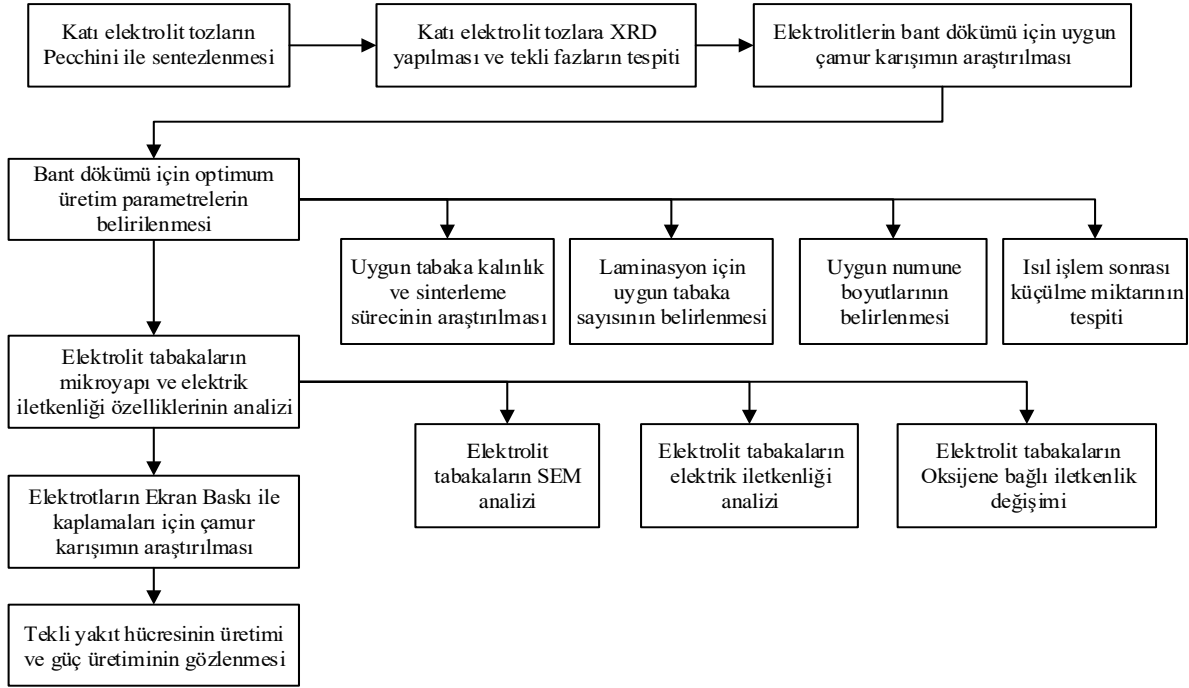 Katı elektrolit tozların
Pecchini ile sentezlenmesi
Katı elektrolit tozlara XRD
yapılması ve tekli fazların tespiti
Elektrolitlerin bant dökümü için uygun
çamur karışımın araştırılması
Bant dökümü için optimum
üretim parametrelerin
belirilenmesi
Uygun tabaka kalınlık
ve sinterleme
sürecinin araştırılması
Laminasyon için
uygun tabaka
sayısının belirlenmesi
Uygun numune
boyutlarının
belirlenmesi
Isıl işlem sonrası
küçülme miktarının
tespiti
Elektrolit tabakaların
mikroyapı ve elektrik
iletkenliği özelliklerinin analizi
Elektrolit
tabakaların SEM
analizi
Elektrolit tabakaların
elektrik iletkenliği
analizi
Elektrolit tabakaların
Oksijene bağlı iletkenlik
değişimi
Elektrotların Ekran Baskı ile
kaplamaları için çamur
karışımın araştırılması
Tekli yakıt hücresinin üretimi
ve güç üretiminin gözlenmesi